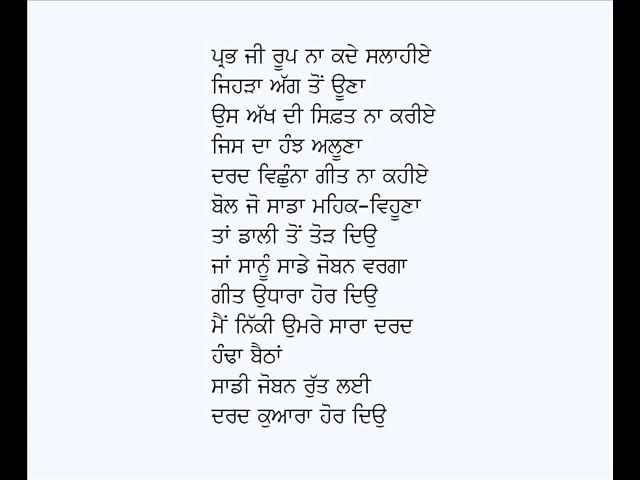 ਪ੍ਰਭ ਜੀ ਰੂਪ ਨਾ ਕਦੇ ਸਲਾਹੀਏ
ਜਿਹੜਾ ਅੱਗ ਤੋਂ ਊਣਾ
ਉਸ ਅੱਖ ਦੀ ਸਿਫ਼ਤ ਨਾ ਕਰੀਏ
ਜਿਸ ਦਾ ਹੰਝ ਅਲੂਣਾ
ਦਰਦ ਵਿਛੁੰਨਾ ਗੀਤ ਨਾ ਕਹੀਏ
ਬੋਲ ਜੋ ਸਾਡਾ ਮਹਿਕ-ਵਿਹੂਣਾ
ਤਾਂ ਡਾਲੀ ਤੋਂ ਤੋੜ ਦਿਉ
ਜਾਂ ਸਾਨੂੰ ਸਾਡੇ ਜੋਬਨ ਵਰਗਾ
ਗੀਤ ਉਧਾਰਾ ਹੋਰ ਦਿਉ
ਮੈਂ ਨਿੱਕੀ ਉਮਰੇ ਸਾਰਾ ਦਰਦ
ਹੰਢਾ ਬੈਠਾਂ
ਸਾਡੀ ਜੋਬਨ ਰੁੱਤ ਲਈ
ਦਰਦ ਕੁਆਰਾ ਹੋਰ ਦਿਉ